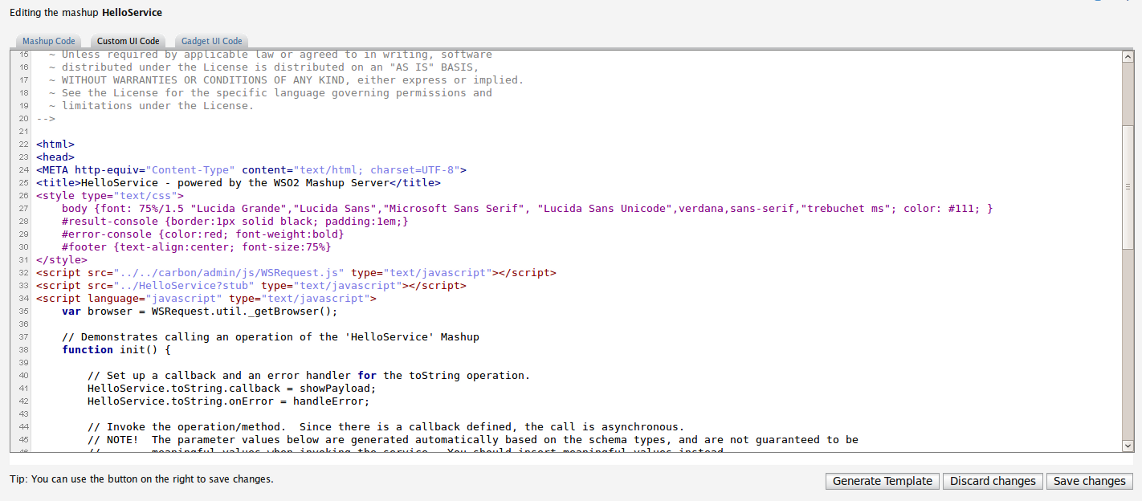 Editing the mashup HelloService
Mashup Code Custom UI Code Gadget UI Code
15 ~ Unless required by applicable law or agreed to in writing, software
16 ~ distributed under the License is distributed on an "AS IS" BASIS,
17 ~ WITHOUT WARRANTIES OR CONDITIONS OF ANY KIND, either express or implied.
18 ~ See the License for the specific language governing permissions and
19 ~ limitations under the License.
20 -->
21
22 <html>
23 <head>
24 <META http-equiv="Content-Type" content="text/html; charset=UTF-8">
25 <title>HelloService - powered by the WSO2 Mashup Server</title>
26 <style type="text/css">
27 body {font: 75%/1.5 "Lucida Grande","Lucida Sans","Microsoft Sans Serif", "Lucida Sans Unicode",verdana,sans-serif,"trebuchet ms"; color: #111; }
28 #result-console {border:1px solid black; padding:1em;}
29 #error-console {color:red; font-weight:bold}
30 #footer {text-align:center; font-size:75%}
31 </style>
32 <script src="../../carbon/admin/js/WSRequest.js" type="text/javascript"></script>
33 <script src="../HelloService?stub" type="text/javascript"></script>
34 <script language="javascript" type="text/javascript">
35 var browser = WSRequest.util._getBrowser();
36
37 // Demonstrates calling an operation of the 'HelloService' Mashup
38 function init() {
39
40 // Set up a callback and an error handler for the toString operation.
41 HelloService.toString.callback = showPayload;
42 HelloService.toString.onError = handleError;
43
44 // Invoke the operation/method.  Since there is a callback defined, the call is asynchronous.
45 // NOTE!  The parameter values below are generated automatically based on the schema types, and are not guaranteed to be
46 // meaningful values when invoking the service.  You should insert meaningful values instead.
Tip: You can use the button on the right to save changes.
Generate Template Discard changes Save changes